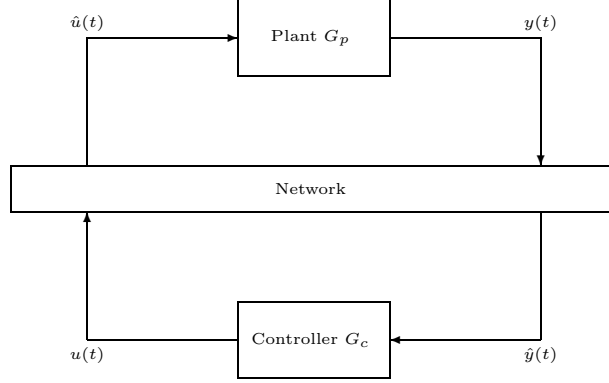 û(t)
y(t)
Plant G_p
Network
Controller G_c
u(t)
ŷ(t)